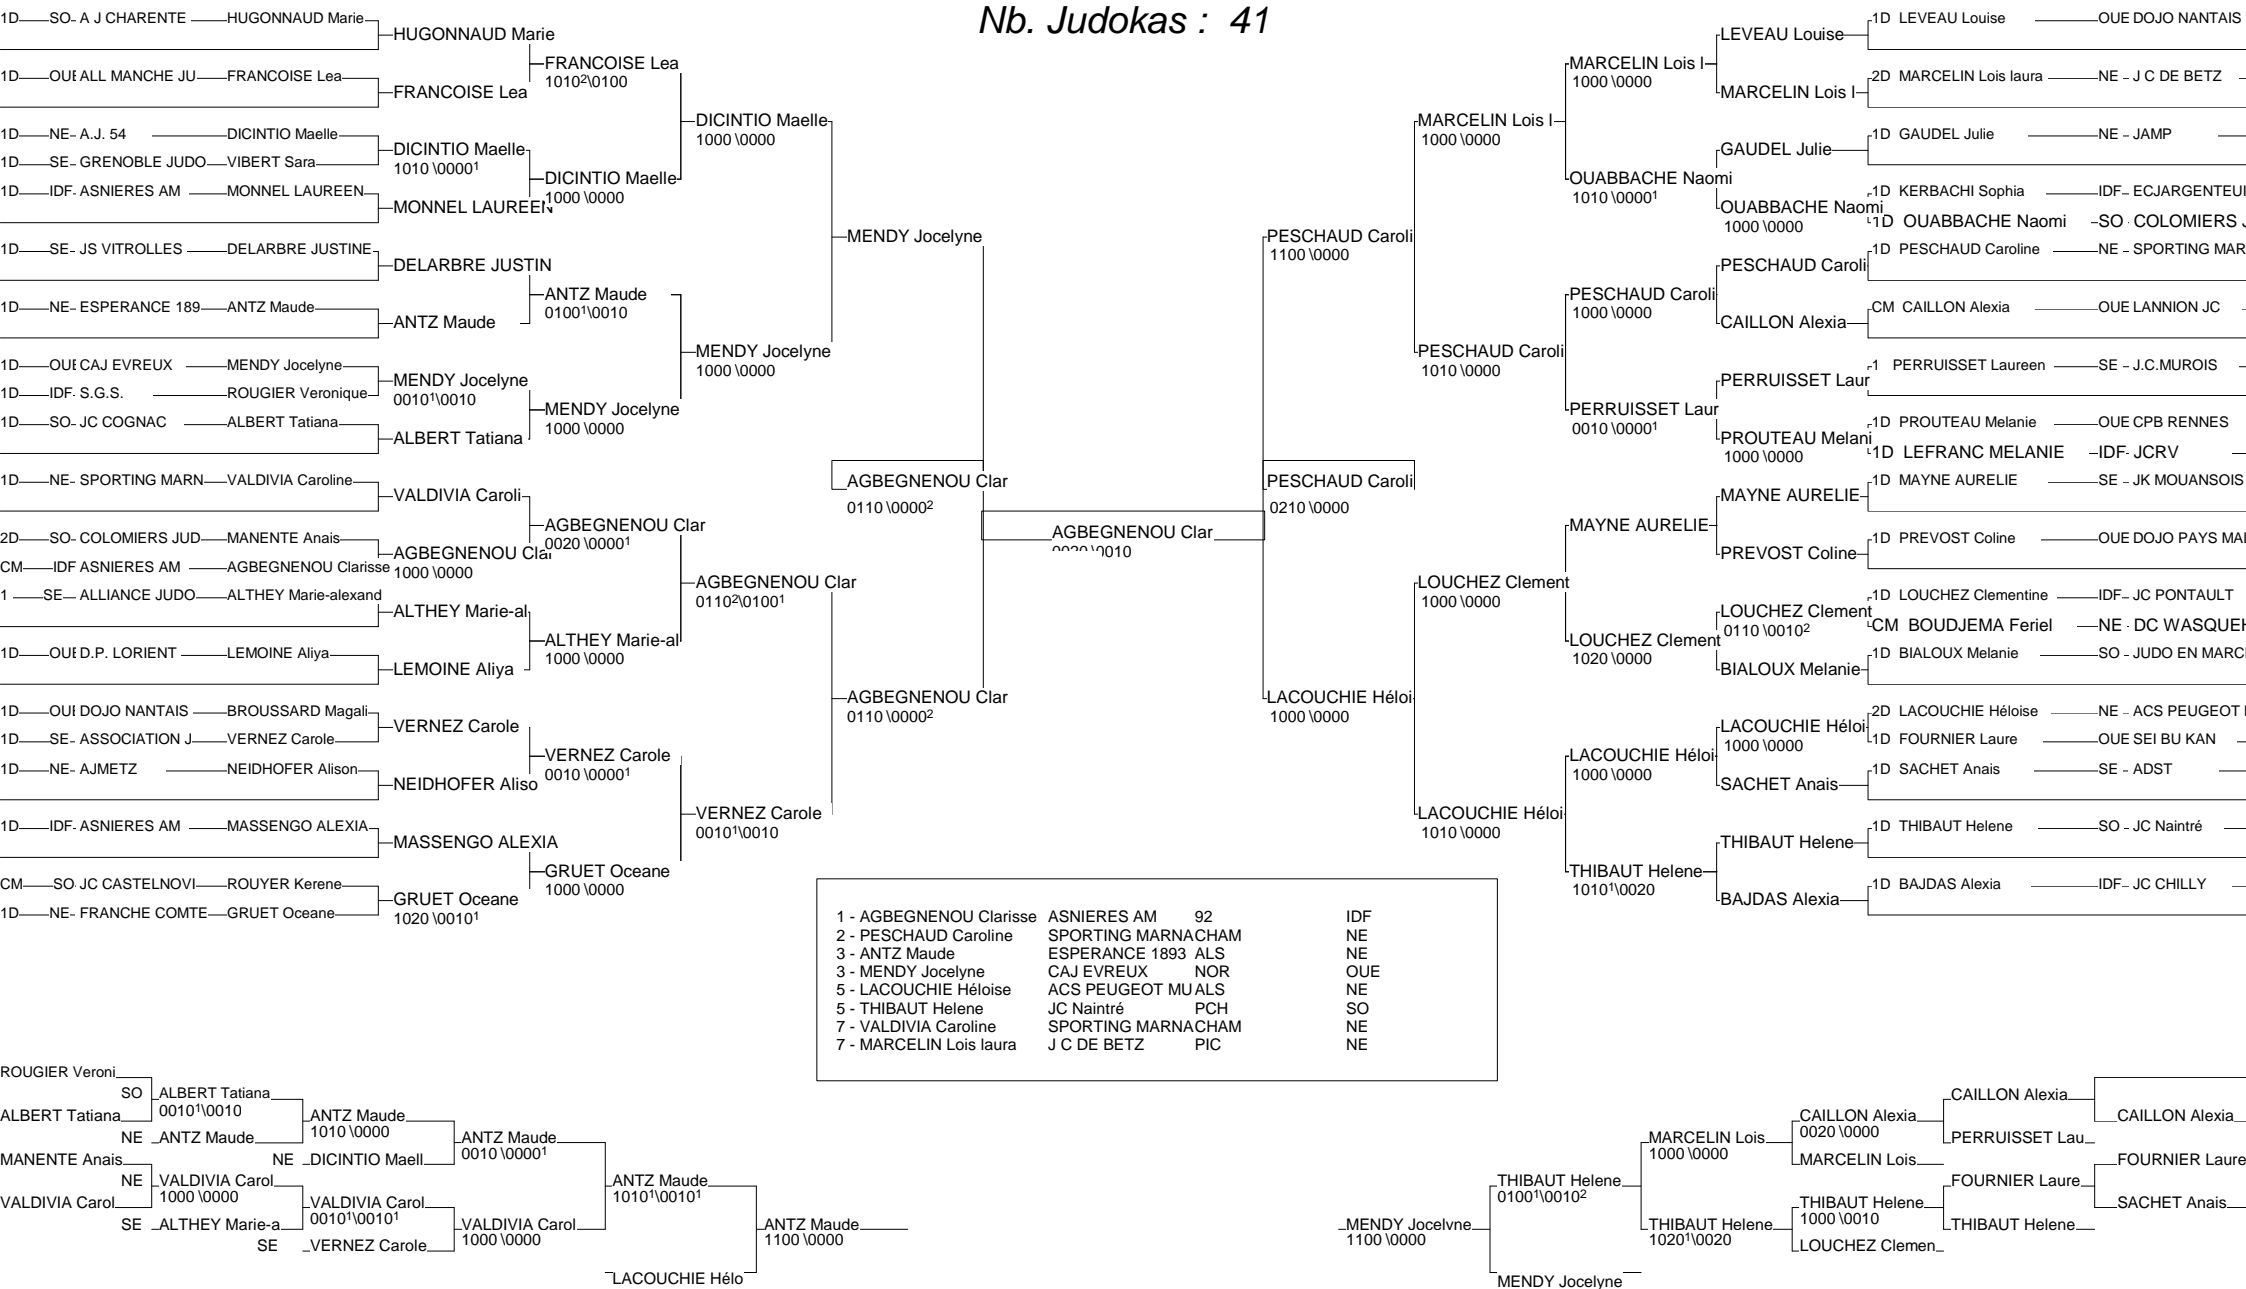 Nb. Judokas : 41
1D SO A J CHARENTE HUGONNAUD Marie
1D OUE ALL MANCHE JU FRANCOISE Lea
1D NE A.J. 54 DICINTIO Maelle
1D SE GRENOBLE JUDO VIBERT Sara
1D IDF ASNIERES AM MONNEL LAUREEN
1D SE JS VITROLLES DELARBRE JUSTINE
1D NE ESPERANCE 189 ANTZ Maude
1D OUE CAJ EVREUX MENDY Jocelyne
1D IDF S.G.S. ROUGIER Veronique
1D SO JC COGNAC ALBERT Tatiana
1D NE SPORTING MARN VALDIVIA Caroline
2D SO COLOMIERS JUD MANENTE Anais
CM IDF ASNIERES AM AGBEGNENOU Clarisse
1 SE ALLIANCE JUDO ALTHEY Marie-alexand
1D OUE D.P. LORIENT LEMOINE Aliya
1D OUE DOJO NANTAIS BROUSSARD Magali
1D SE ASSOCIATION J VERNEZ Carole
1D NE AJMETZ NEIDHOFER Alison
1D IDF ASNIERES AM MASSENGO ALEXIA
CM SO JC CASTELNOVI ROUYER Kerene
1D NE FRANCHE COMTE GRUET Oceane
HUGONNAUD Marie
FRANCOISE Lea
DICINTIO Maelle
1010 \0000¹
MONNEL LAUREEN
DELARBRE JUSTIN
ANTZ Maude
MENDY Jocelyne
0010¹\0010
ALBERT Tatiana
VALDIVIA Caroli
AGBEGNENOU Clar
1000 \0000
ALTHEY Marie-al
LEMOINE Aliya
VERNEZ Carole
NEIDHOFER Aliso
MASSENGO ALEXIA
GRUET Oceane
1020 \0010¹
FRANCOISE Lea
1010²\0100
DICINTIO Maelle
1000 \0000
ANTZ Maude
0100¹\0010
MENDY Jocelyne
1000 \0000
AGBEGNENOU Clar
0020 \0000¹
ALTHEY Marie-al
1000 \0000
VERNEZ Carole
0010 \0000¹
GRUET Oceane
1000 \0000
DICINTIO Maelle
1000 \0000
MENDY Jocelyne
1000 \0000
AGBEGNENOU Clar
0110²\0100¹
VERNEZ Carole
0010¹\0010
MENDY Jocelyne
AGBEGNENOU Clar
0110 \0000²
AGBEGNENOU Clar
0110 \0000²
AGBEGNENOU Clar
0020 \0010
PESCHAUD Caroli
1100 \0000
PESCHAUD Caroli
0210 \0000
LACOUCHIE Héloi
1000 \0000
MARCELIN Lois l
1000 \0000
PESCHAUD Caroli
1010 \0000
LOUCHEZ Clement
1000 \0000
LACOUCHIE Héloi
1010 \0000
MARCELIN Lois l
1000 \0000
OUABBACHE Naomi
1010 \0000¹
PESCHAUD Caroli
1000 \0000
PERRUISSET Laur
0010 \0000¹
MAYNE AURELIE
LOUCHEZ Clement
1020 \0000
LACOUCHIE Héloi
1000 \0000
THIBAUT Helene
1010¹\0020
LEVEAU Louise
MARCELIN Lois l
GAUDEL Julie
OUABBACHE Naomi
1000 \0000
PESCHAUD Caroli
CAILLON Alexia
PERRUISSET Laur
PROUTEAU Melani
1000 \0000
MAYNE AURELIE
PREVOST Coline
LOUCHEZ Clement
0110 \0010²
BIALOUX Melanie
LACOUCHIE Héloi
1000 \0000
SACHET Anais
THIBAUT Helene
BAJDAS Alexia
1D LEVEAU Louise OUE DOJO NANTAIS
2D MARCELIN Lois laura NE J C DE BETZ
1D GAUDEL Julie NE JAMP
1D KERBACHI Sophia IDF ECJARGENTEUI
1D OUABBACHE Naomi SO COLOMIERS J
1D PESCHAUD Caroline NE SPORTING MAR
CM CAILLON Alexia OUE LANNION JC
1 PERRUISSET Laureen SE J.C.MUROIS
1D PROUTEAU Melanie OUE CPB RENNES
1D LEFRANC MELANIE IDF JCRV
1D MAYNE AURELIE SE JK MOUANSOIS
1D PREVOST Coline OUE DOJO PAYS MAL
1D LOUCHEZ Clementine IDF JC PONTAULT
CM BOUDJEMA Feriel NE DC WASQUEH
1D BIALOUX Melanie SO JUDO EN MARC
2D LACOUCHIE Héloise NE ACS PEUGEOT
1D FOURNIER Laure OUE SEI BU KAN
1D SACHET Anais SE ADST
1D THIBAUT Helene SO JC Naintré
1D BAJDAS Alexia IDF JC CHILLY
1 - AGBEGNENOU Clarisse ASNIERES AM 92 IDF
2 - PESCHAUD Caroline SPORTING MARNA CHAM NE
3 - ANTZ Maude ESPERANCE 1893 ALS NE
3 - MENDY Jocelyne CAJ EVREUX NOR OUE
5 - LACOUCHIE Héloise ACS PEUGEOT MU ALS NE
5 - THIBAUT Helene JC Naintré PCH SO
7 - VALDIVIA Caroline SPORTING MARNA CHAM NE
7 - MARCELIN Lois laura J C DE BETZ PIC NE
ROUGIER Veroni
SO ALBERT Tatiana
0010¹\0010
ALBERT Tatiana
NE ANTZ Maude
MANENTE Anais
NE VALDIVIA Carol
1000 \0000
VALDIVIA Carol
SE ALTHEY Marie-a
ANTZ Maude
1010 \0000
NE DICINTIO Maell
VALDIVIA Carol
0010¹\0010¹
SE VERNEZ Carole
ANTZ Maude
0010 \0000¹
VALDIVIA Carol
1000 \0000
ANTZ Maude
1010¹\0010¹
LACOUCHIE Hélo
ANTZ Maude
1100 \0000
MENDY Jocelyne
1100 \0000
THIBAUT Helene
0100¹\0010²
MENDY Jocelyne
MARCELIN Lois
1000 \0000
THIBAUT Helene
1020¹\0020
CAILLON Alexia
0020 \0000
MARCELIN Lois
THIBAUT Helene
1000 \0010
LOUCHEZ Clemen
CAILLON Alexia
PERRUISSET Lau
FOURNIER Laure
THIBAUT Helene
CAILLON Alexia
FOURNIER Laure
SACHET Anais